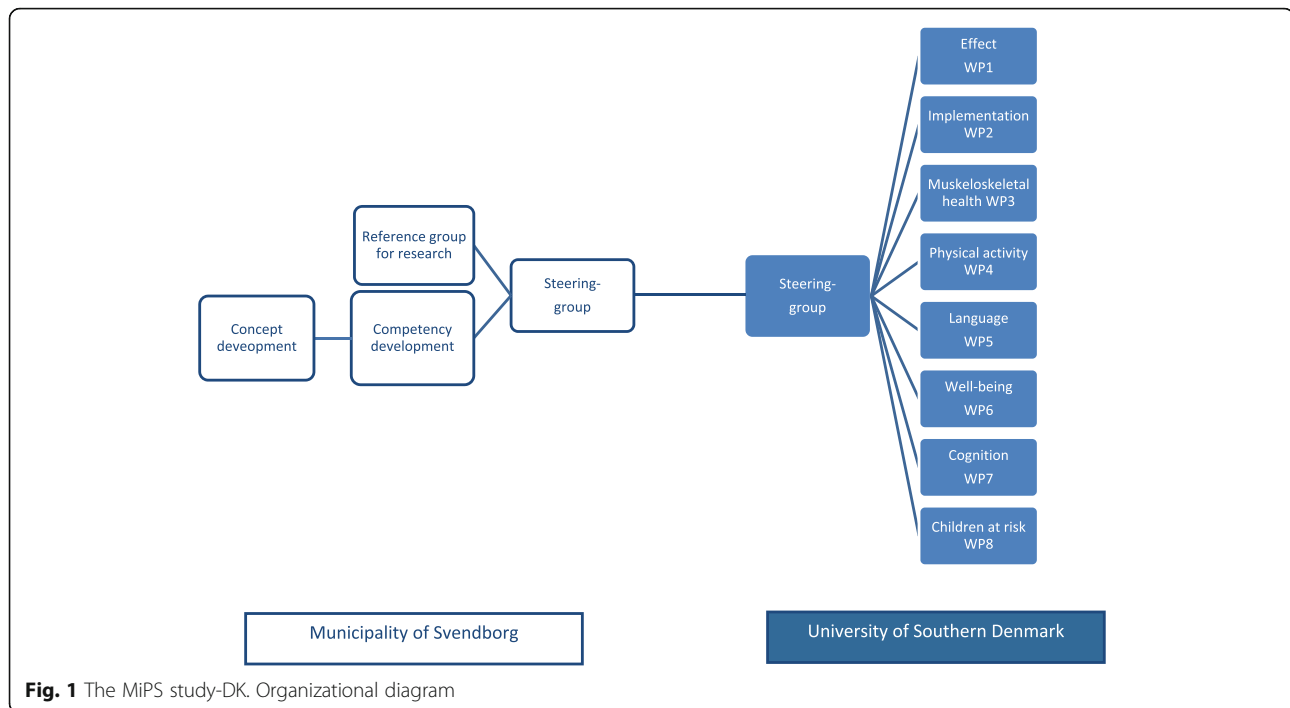 Effect
WP1
Implementation
WP2
Muskeloskeletal
health WP3
Physical activity
WP4
Language
WP5
Well-being
WP6
Cognition
WP7
Children at risk
WP8
Reference group
for research
Steering-
group
Steering-
group
Concept
deveopment
Competency
development
Municipality of Svendborg
University of Southern Denmark
Fig. 1 The MiPS study-DK. Organizational diagram